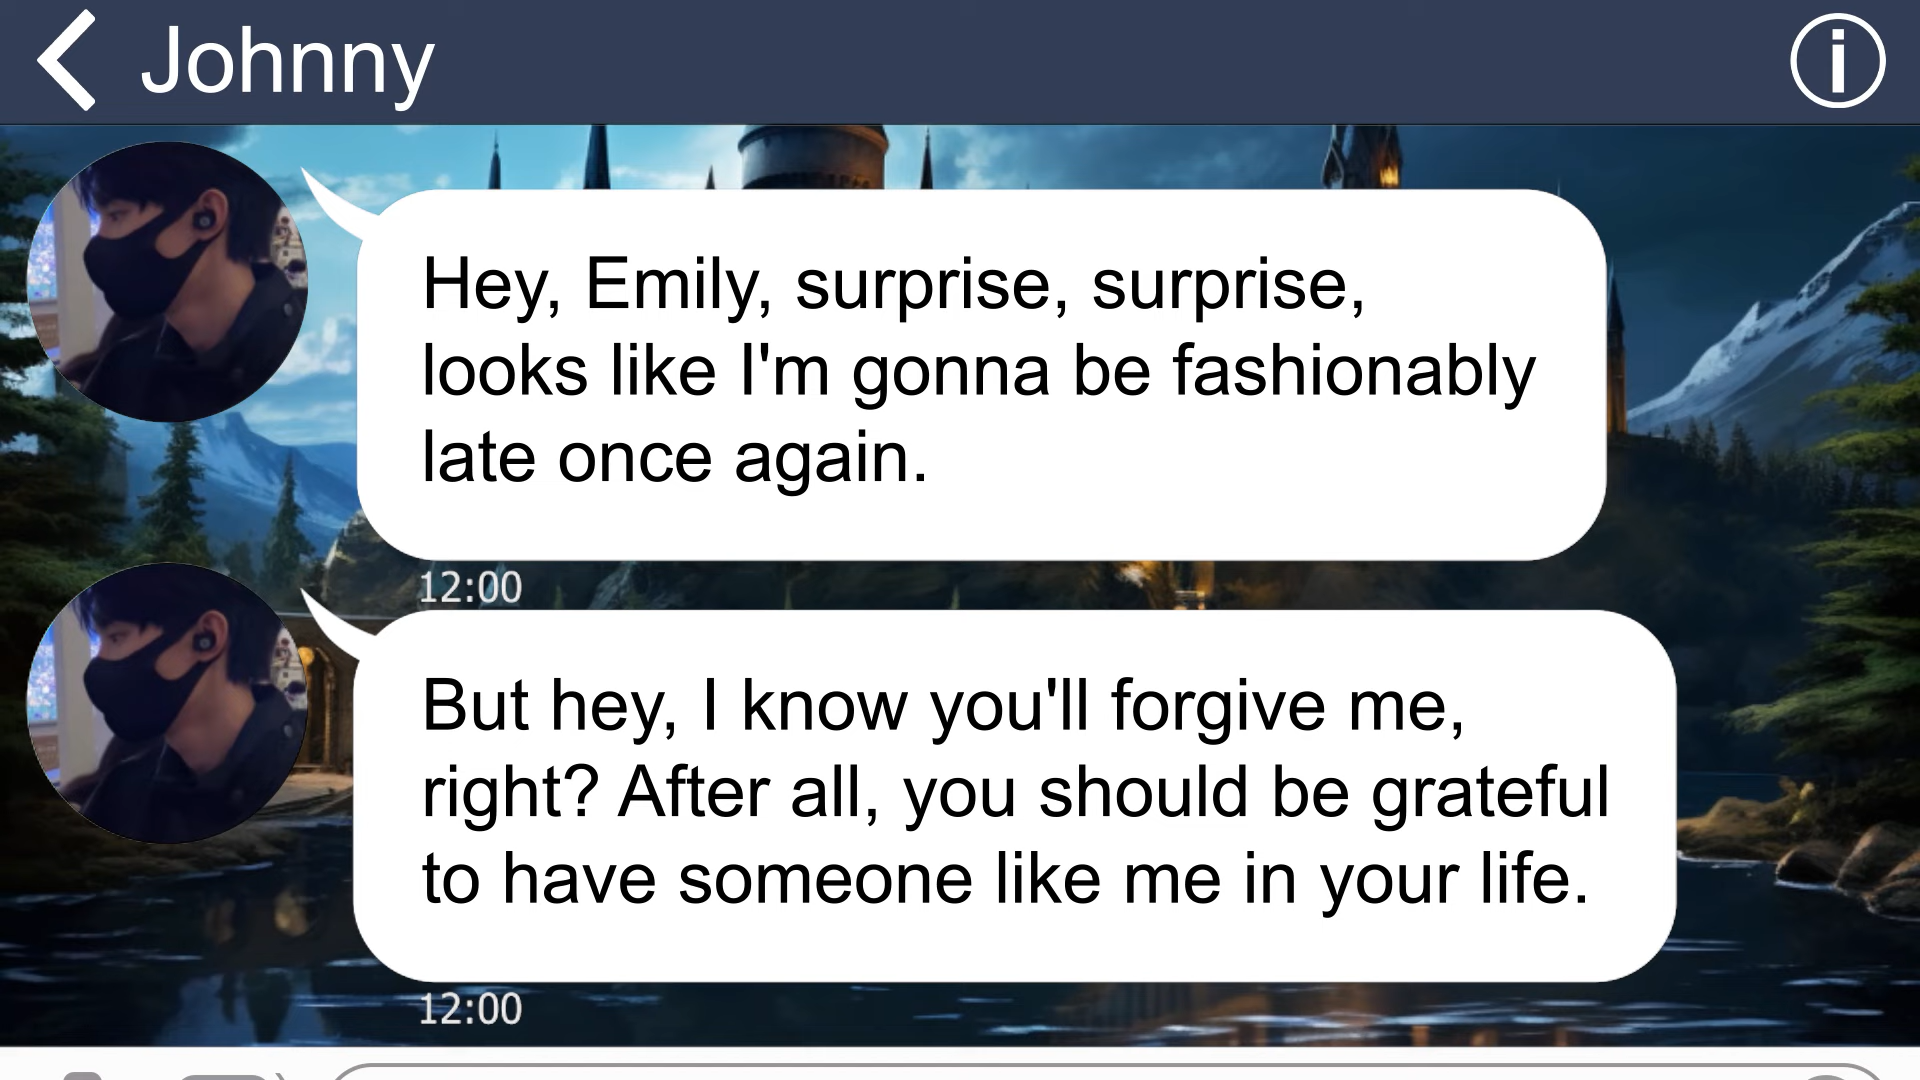 Johnny
Hey, Emily, surprise, surprise,
looks like I'm gonna be fashionably
late once again.
12:00
But hey, I know you'll forgive me,
right? After all, you should be grateful
to have someone like me in your life.
12:00